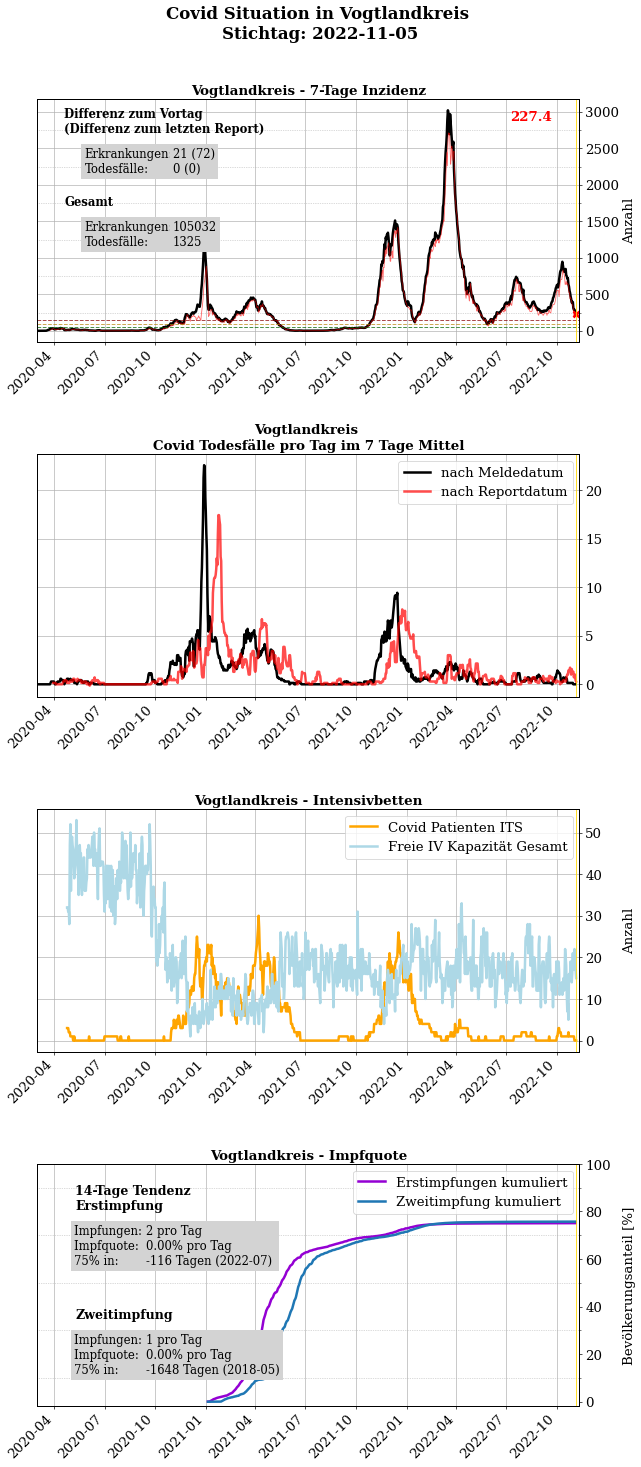 Covid Situation in Vogtlandkreis
Stichtag: 2022-11-05
Vogtlandkreis - 7-Tage Inzidenz
Differenz zum Vortag
(Differenz zum letzten Report)
Erkrankungen 21 (72)
Todesfälle: 0 (0)
Gesamt
Erkrankungen 105032
Todesfälle: 1325
227.4
3000
2500
2000
1500
1000
500
0
Anzahl
2020-04 2020-07 2020-10 2021-01 2021-04 2021-07 2021-10 2022-01 2022-04 2022-07 2022-10
Vogtlandkreis
Covid Todesfälle pro Tag im 7 Tage Mittel
nach Meldedatum
nach Reportdatum
20
15
10
5
0
2020-04 2020-07 2020-10 2021-01 2021-04 2021-07 2021-10 2022-01 2022-04 2022-07 2022-10
Vogtlandkreis - Intensivbetten
Covid Patienten ITS
Freie IV Kapazität Gesamt
50
40
30
20
10
0
Anzahl
2020-04 2020-07 2020-10 2021-01 2021-04 2021-07 2021-10 2022-01 2022-04 2022-07 2022-10
Vogtlandkreis - Impfquote
14-Tage Tendenz
Erstimpfung
Impfungen: 2 pro Tag
Impfquote: 0.00% pro Tag
75% in: -116 Tagen (2022-07)
Zweitimpfung
Impfungen: 1 pro Tag
Impfquote: 0.00% pro Tag
75% in: -1648 Tagen (2018-05)
Erstimpfungen kumuliert
Zweitimpfung kumuliert
100
80
60
40
20
0
Bevölkerungsanteil [%]
2020-04 2020-07 2020-10 2021-01 2021-04 2021-07 2021-10 2022-01 2022-04 2022-07 2022-10